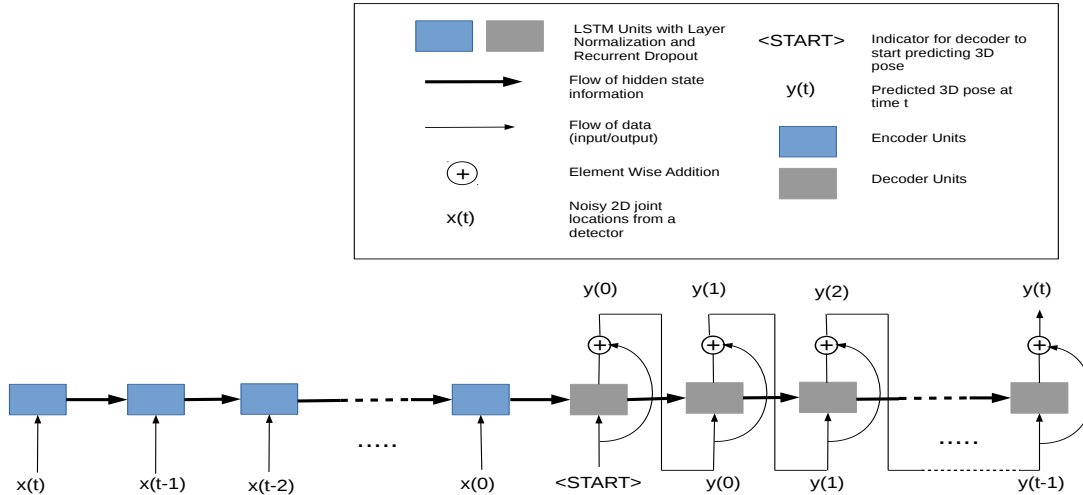 LSTM Units with Layer
Normalization and
Recurrent Dropout
Flow of hidden state
information
Flow of data
(input/output)
+
Element Wise Addition
x(t)
Noisy 2D joint
locations from a
detector
<START>
Indicator for decoder to
start predicting 3D
pose
y(t)
Predicted 3D pose at
time t
Encoder Units
Decoder Units
y(0) y(1) y(2) y(t)
+ + + +
..... .....
x(t) x(t-1) x(t-2) x(0) <START> y(0) y(1) y(t-1)